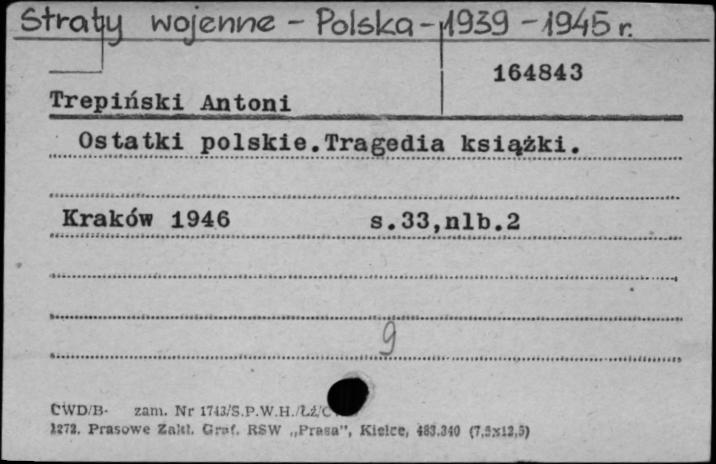 Straty wojenne - Polska - 1939 - 1945 r.
164843
Trepiński Antoni
Ostatki polskie.Tragedia książki.
Kraków 1946 s.33,nlb.2
9
CWD/B- zam. Nr 1743/S.P.W.H./Łź/C
1272. Prasowe Zakł. Graf. RSW „Prasa", Kielce, 483.340 (7,5x12,5)